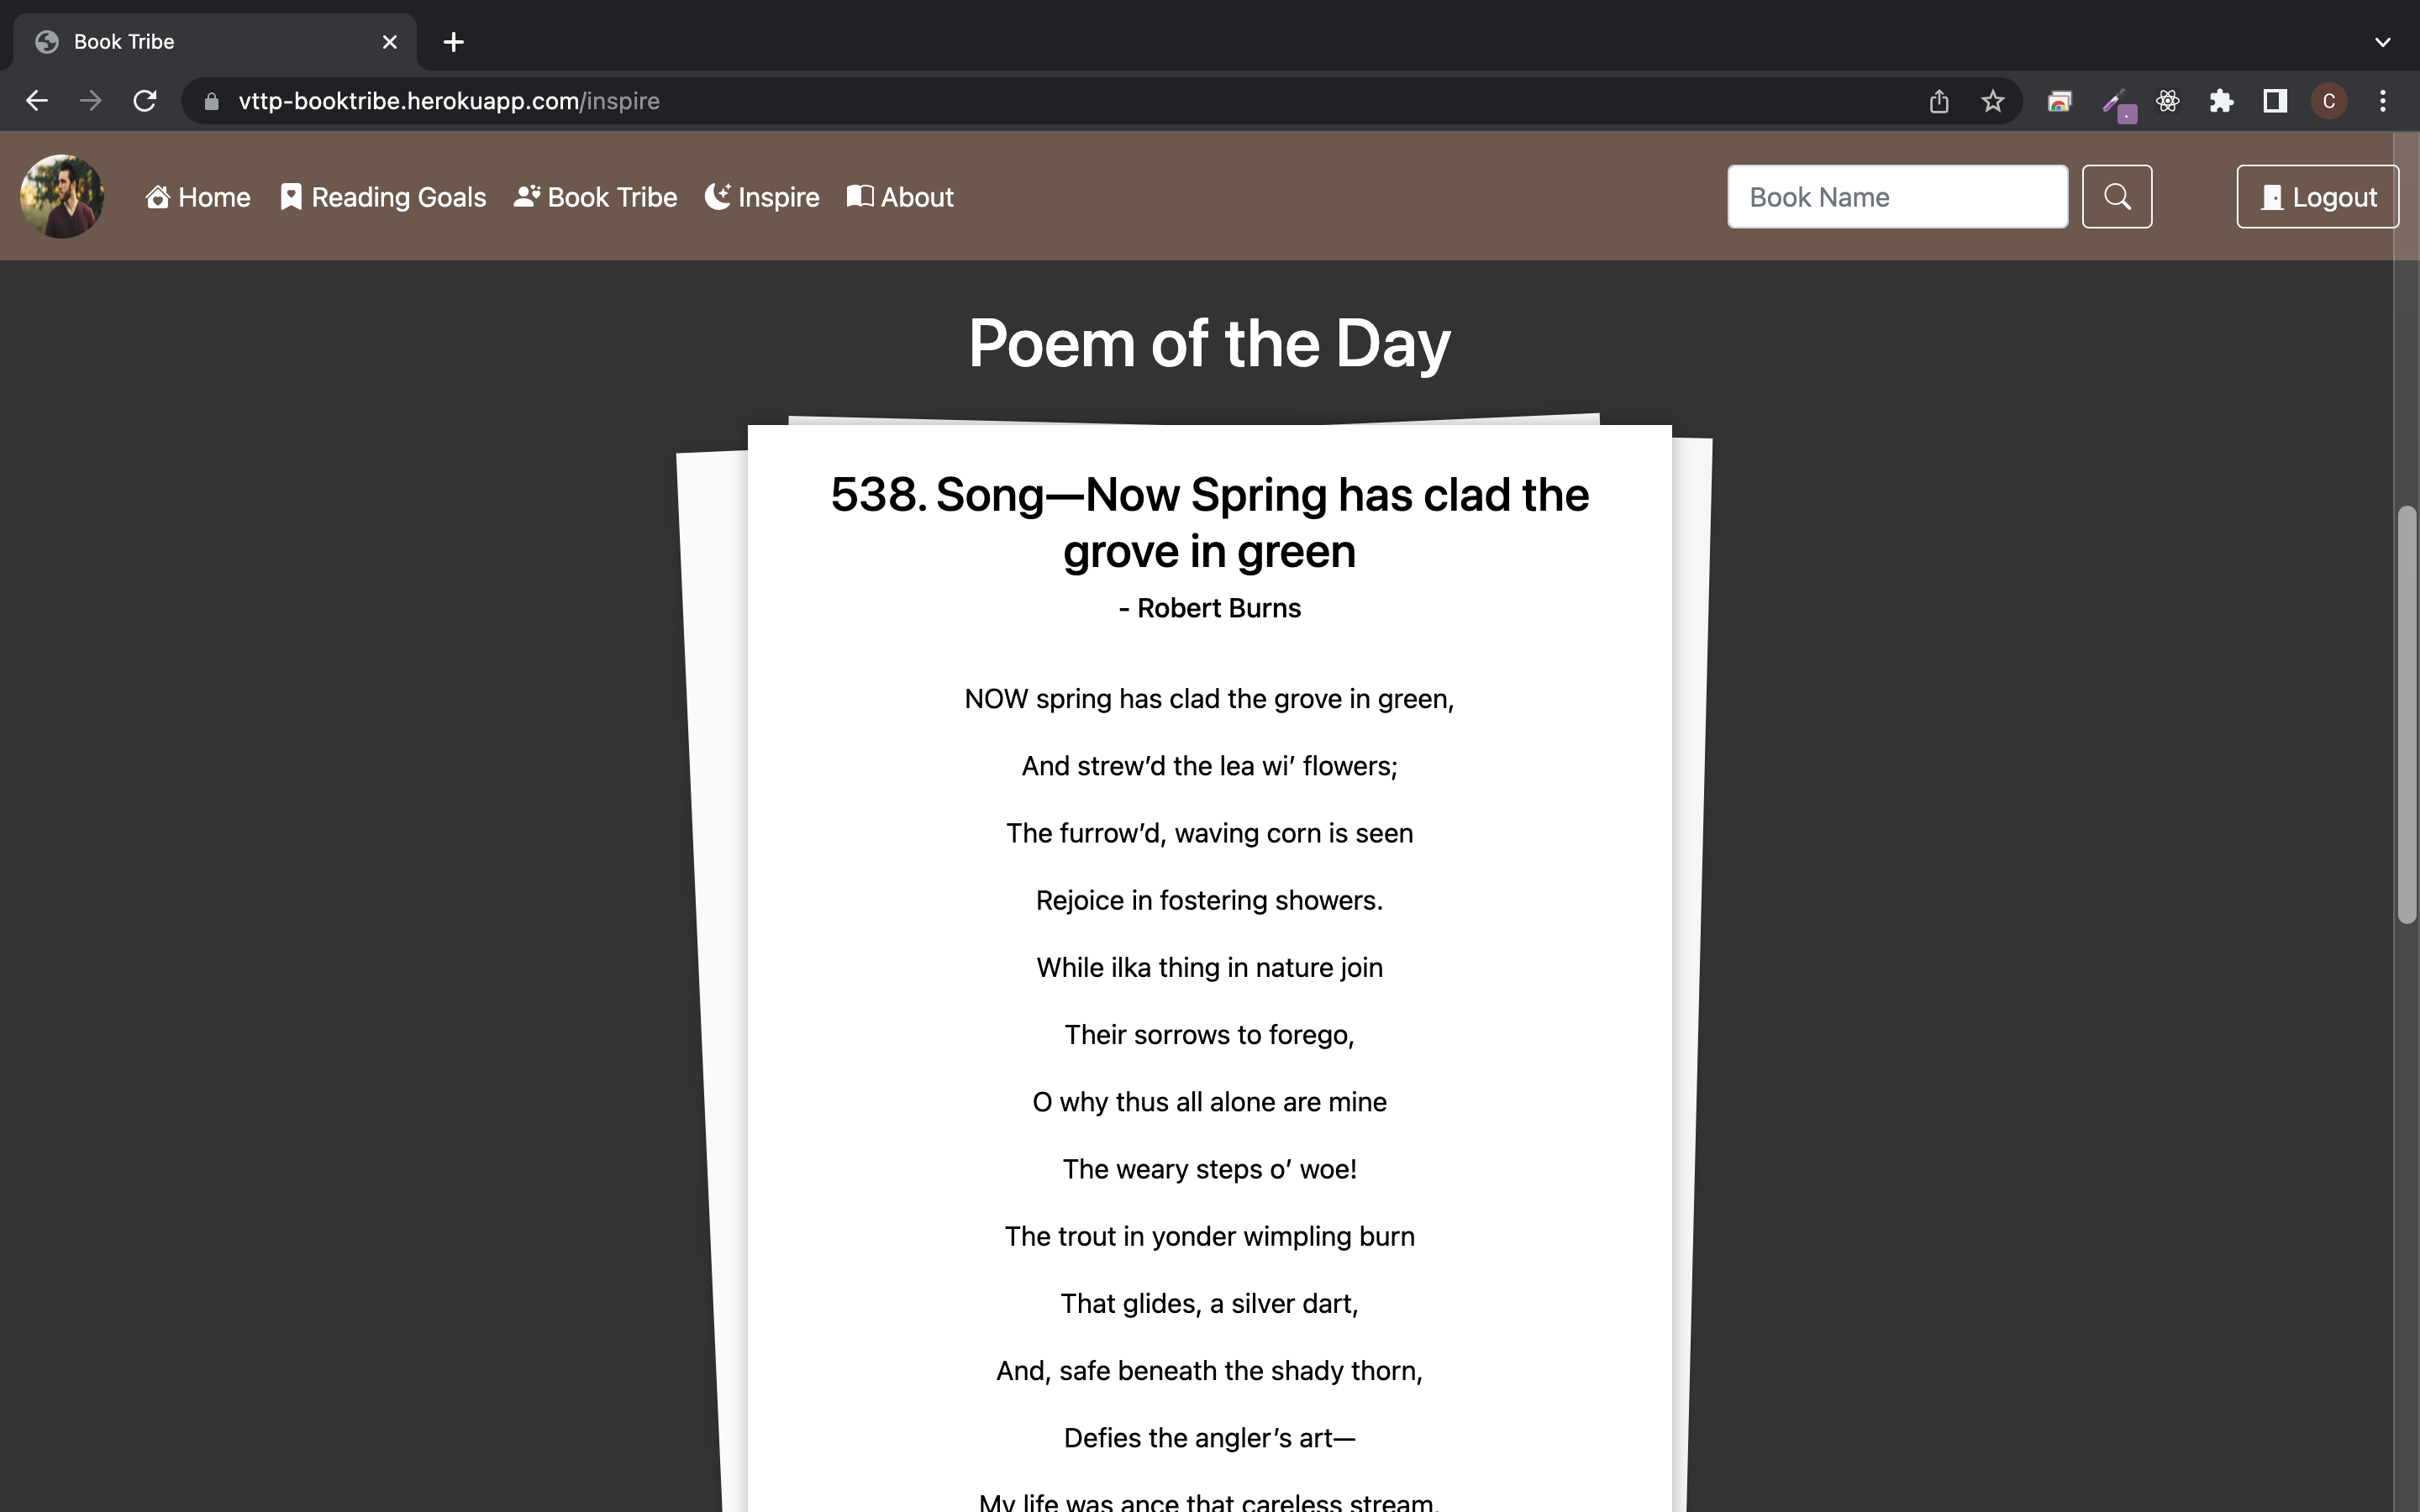 Book Tribe
vttp-booktribe.herokuapp.com/inspire
C
Home Reading Goals Book Tribe Inspire About
Book Name
Logout
Poem of the Day
538. Song—Now Spring has clad the
grove in green
- Robert Burns
NOW spring has clad the grove in green,
And strew’d the lea wi’ flowers;
The furrow’d, waving corn is seen
Rejoice in fostering showers.
While ilka thing in nature join
Their sorrows to forego,
O why thus all alone are mine
The weary steps o’ woe!
The trout in yonder wimpling burn
That glides, a silver dart,
And, safe beneath the shady thorn,
Defies the angler’s art—
My life was ance that careless stream,